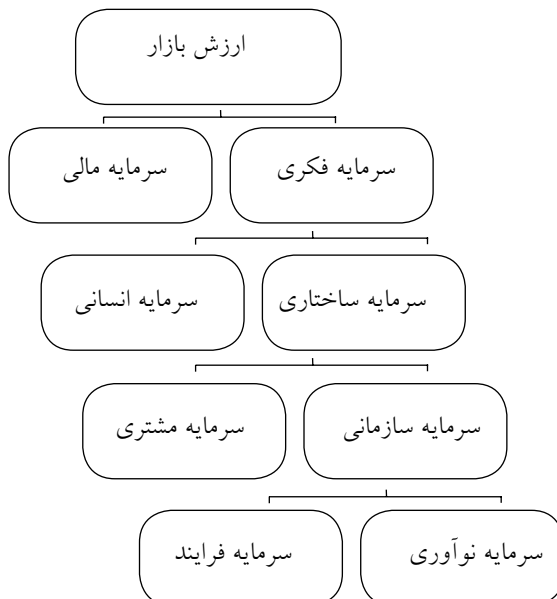 ارزش بازار
سرمایه فکری
سرمایه مالی
سرمایه ساختاری
سرمایه انسانی
سرمایه سازمانی
سرمایه مشتری
سرمایه نوآوری
سرمایه فرایند